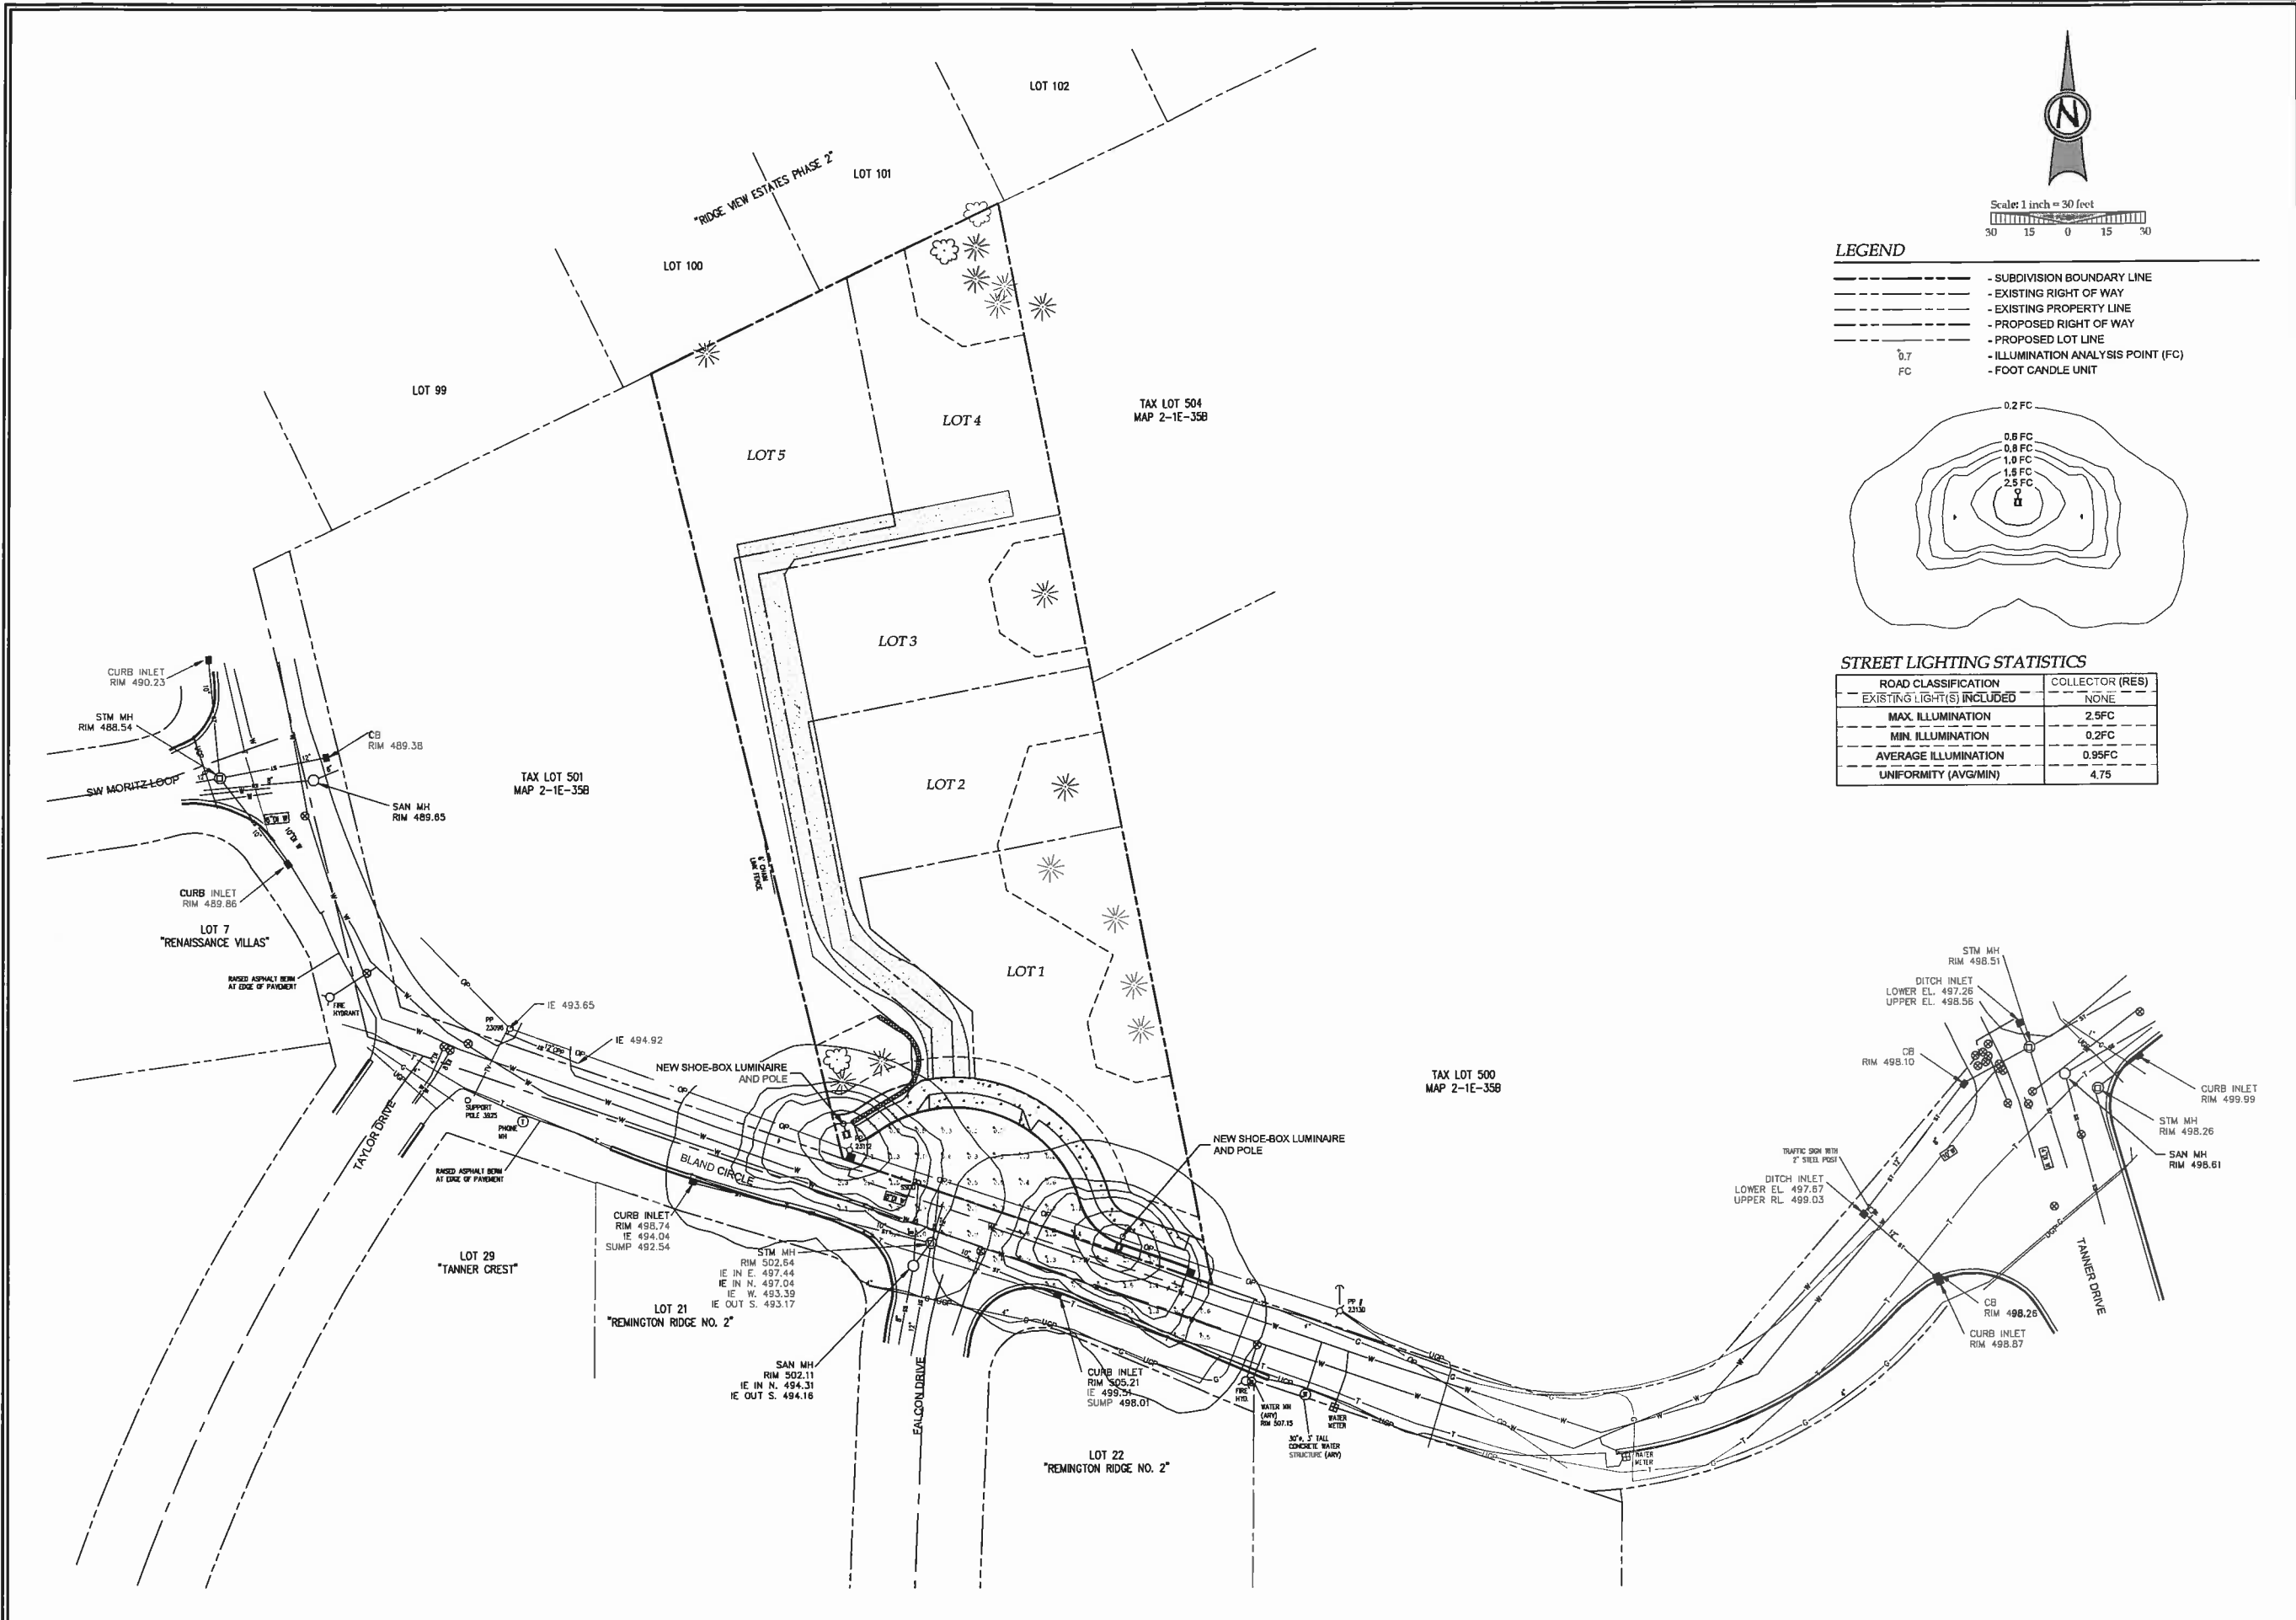 LOT 102
"RIDGE VIEW ESTATES PHASE 2"
LOT 101
LOT 100
LOT 99
N
Scale: 1 inch = 30 feet
30 15 0 15 30
LEGEND
- SUBDIVISION BOUNDARY LINE
- EXISTING RIGHT OF WAY
- EXISTING PROPERTY LINE
- PROPOSED RIGHT OF WAY
- PROPOSED LOT LINE
0.7 - ILLUMINATION ANALYSIS POINT (FC)
FC - FOOT CANDLE UNIT
0.2 FC
0.6 FC
0.8 FC
1.0 FC
1.5 FC
2.5 FC
STREET LIGHTING STATISTICS
ROAD CLASSIFICATION COLLECTOR (RES)
EXISTING LIGHT(S) INCLUDED NONE
MAX. ILLUMINATION 2.5FC
MIN. ILLUMINATION 0.2FC
AVERAGE ILLUMINATION 0.95FC
UNIFORMITY (AVG/MIN) 4.75
TAX LOT 504
MAP 2-1E-35B
LOT 4
LOT 5
LOT 3
LOT 2
LOT 1
6' CHAIN
LINK FENCE
TAX LOT 501
MAP 2-1E-35B
CURB INLET
RIM 490.23
STM MH
RIM 488.54
CB
RIM 489.38
SW MORITZ LOOP
SAN MH
RIM 489.65
CURB INLET
RIM 489.86
LOT 7
"RENAISSANCE VILLAS"
RAISED ASPHALT BERM
AT EDGE OF PAVEMENT
FIRE
HYDRANT
PP
23096
IE 493.65
IE 494.92
NEW SHOE-BOX LUMINAIRE
AND POLE
TAYLOR DRIVE
SUPPORT
POLE 3925
PHONE
MH
RAISED ASPHALT BERM
AT EDGE OF PAVEMENT
BLAND CIRCLE
CURB INLET
RIM 498.74
IE 494.04
SUMP 492.54
LOT 29
"TANNER CREST"
STM MH
RIM 502.64
IE IN E. 497.44
IE IN N. 497.04
IE W. 493.39
IE OUT S. 493.17
LOT 21
"REMINGTON RIDGE NO. 2"
SAN MH
RIM 502.11
IE IN N. 494.31
IE OUT S. 494.16
FALCON DRIVE
TAX LOT 500
MAP 2-1E-35B
NEW SHOE-BOX LUMINAIRE
AND POLE
PP #
23130
CURB INLET
RIM 505.21
IE 499.51
SUMP 498.01
FIRE
HYD.
WATER MH
(ARV)
RIM 507.15
30"ø, 3' TALL
CONCRETE WATER
STRUCTURE (ARV)
WATER
METER
LOT 22
"REMINGTON RIDGE NO. 2"
WATER
METER
STM MH
RIM 498.51
DITCH INLET
LOWER EL. 497.26
UPPER EL. 498.56
CB
RIM 498.10
CURB INLET
RIM 499.99
STM MH
RIM 498.26
SAN MH
RIM 498.61
TRAFFIC SIGN WITH
2" STEEL POST
DITCH INLET
LOWER EL. 497.67
UPPER RL. 499.03
TANNER DRIVE
CB
RIM 498.26
CURB INLET
RIM 498.87